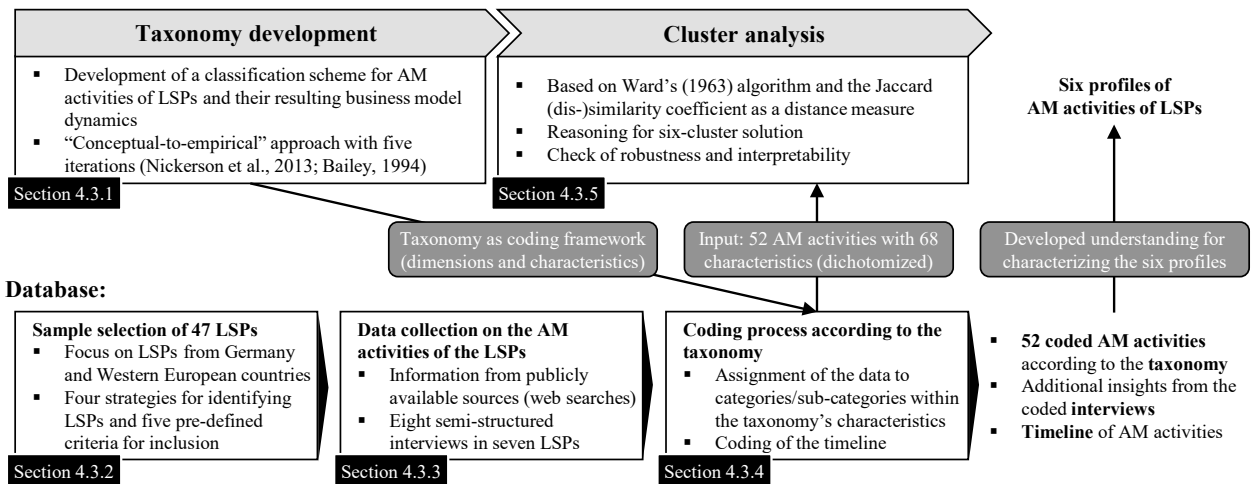 Taxonomy development
▪ Development of a classification scheme for AM
activities of LSPs and their resulting business model
dynamics
▪ “Conceptual-to-empirical” approach with five
iterations (Nickerson et al., 2013; Bailey, 1994)
Section 4.3.1
Cluster analysis
▪ Based on Ward’s (1963) algorithm and the Jaccard
(dis-)similarity coefficient as a distance measure
▪ Reasoning for six-cluster solution
▪ Check of robustness and interpretability
Section 4.3.5
Six profiles of
AM activities of LSPs
Taxonomy as coding framework
(dimensions and characteristics)
Input: 52 AM activities with 68
characteristics (dichotomized)
Developed understanding for
characterizing the six profiles
Database:
Sample selection of 47 LSPs
▪ Focus on LSPs from Germany
and Western European countries
▪ Four strategies for identifying
LSPs and five pre-defined
criteria for inclusion
Section 4.3.2
Data collection on the AM
activities of the LSPs
▪ Information from publicly
available sources (web searches)
▪ Eight semi-structured
interviews in seven LSPs
Section 4.3.3
Coding process according to the
taxonomy
▪ Assignment of the data to
categories/sub-categories within
the taxonomy’s characteristics
▪ Coding of the timeline
Section 4.3.4
▪ 52 coded AM activities
according to the taxonomy
▪ Additional insights from the
coded interviews
▪ Timeline of AM activities